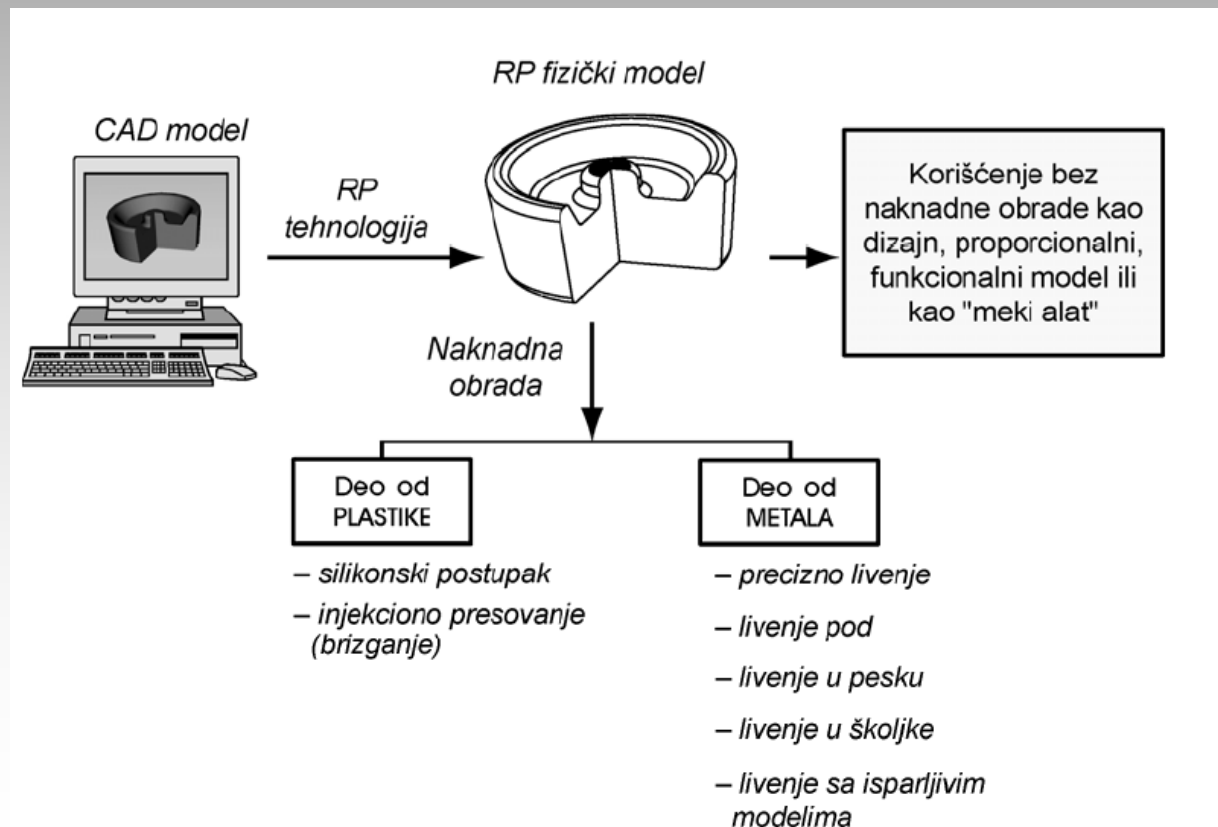 RP fizički model
CAD model
RP
tehnologija
Korišćenje bez
naknadne obrade kao
dizajn, proporcionalni,
funkcionalni model ili
kao "meki alat"
Naknadna
obrada
Deo od
PLASTIKE
– silikonski postupak
– injekciono presovanje
(brizganje)
Deo od
METALA
– precizno livenje
– livenje pod
– livenje u pesku
– livenje u školjke
– livenje sa isparljivim
modelima